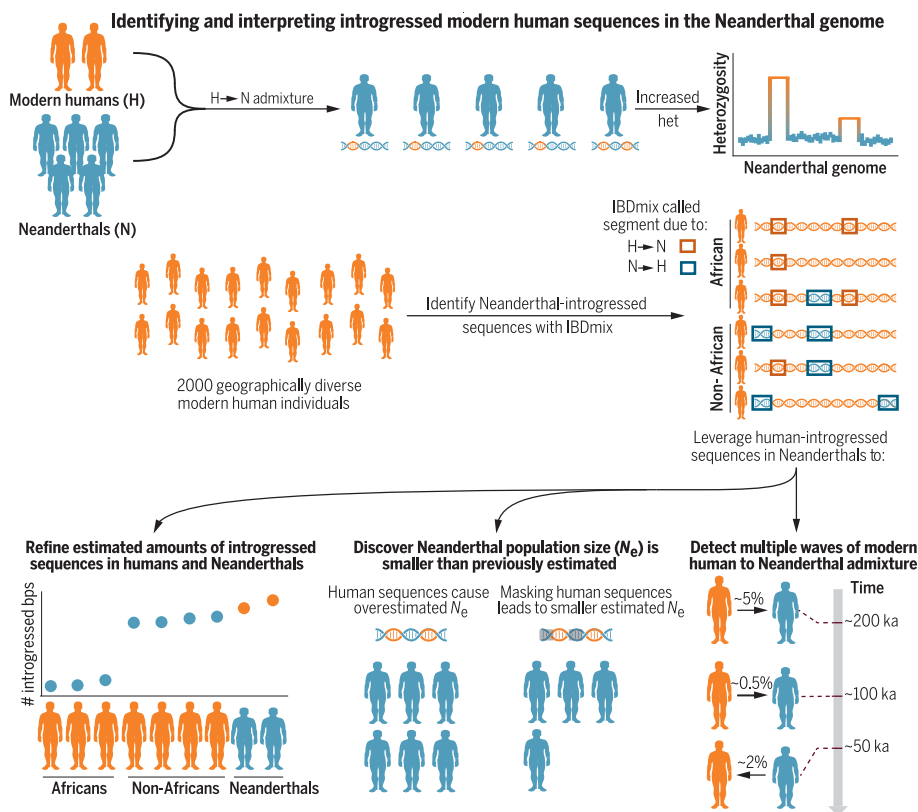 Identifying and interpreting introgressed modern human sequences in the Neanderthal genome
Modern humans (H)
Neanderthals (N)
H→N admixture
Increased
het
Heterozygosity
Neanderthal genome
2000 geographically diverse
modern human individuals
Identify Neanderthal-introgressed
sequences with IBDmix
IBDmix called
segment due to:
H→N
N→H
African
Non- African
Leverage human-introgressed
sequences in Neanderthals to:
Refine estimated amounts of introgressed
sequences in humans and Neanderthals
# introgressed bps
Africans
Non-Africans
Neanderthals
Discover Neanderthal population size (Ne) is
smaller than previously estimated
Human sequences cause
overestimated Ne
Masking human sequences
leads to smaller estimated Ne
Detect multiple waves of modern
human to Neanderthal admixture
Time
~5%
~200 ka
~0.5%
~100 ka
~50 ka
~2%